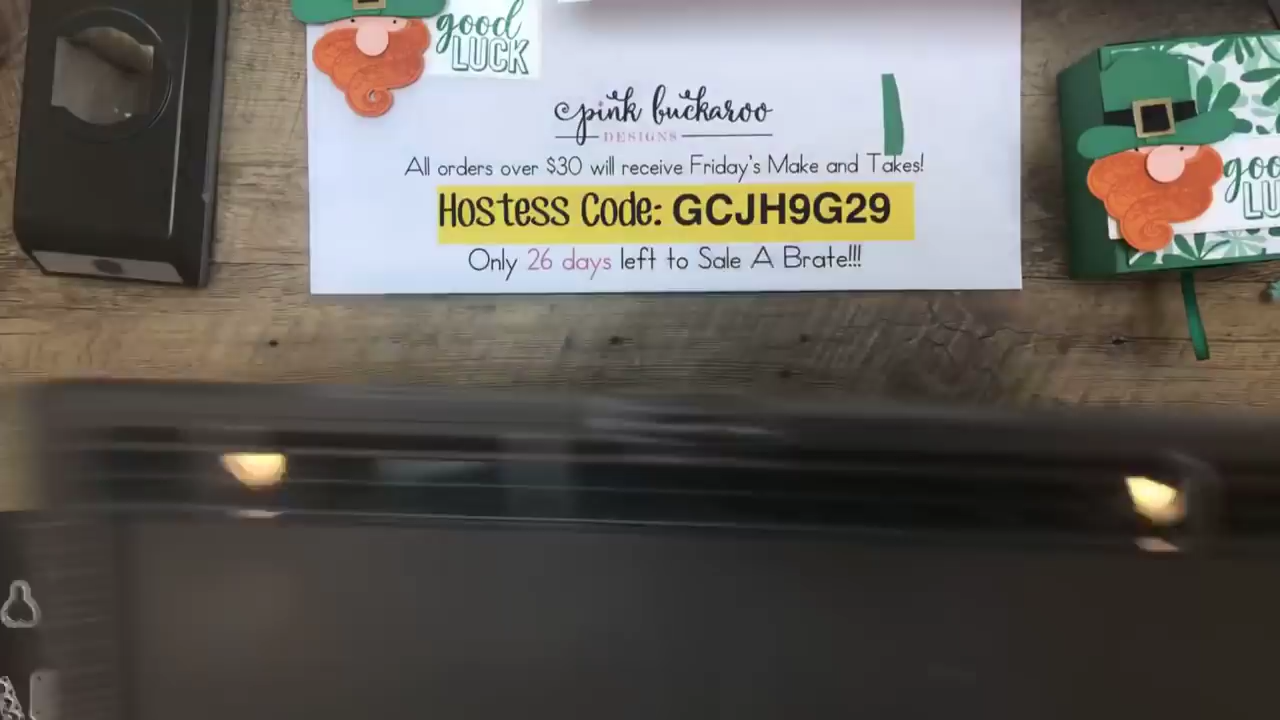 good
LUCK
pink buckaroo
DESIGNS
All orders over $30 will receive Friday's Make and Takes!
Hostess Code: GCJH9G29
Only 26 days left to Sale A Brate!!!
good
LU